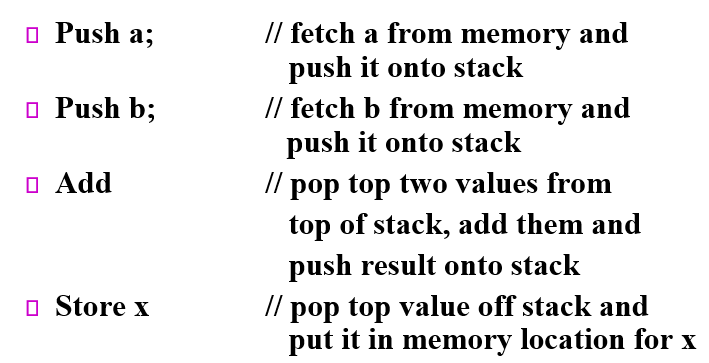 Push a; // fetch a from memory and
push it onto stack
Push b; // fetch b from memory and
push it onto stack
Add // pop top two values from
top of stack, add them and
push result onto stack
Store x // pop top value off stack and
put it in memory location for x